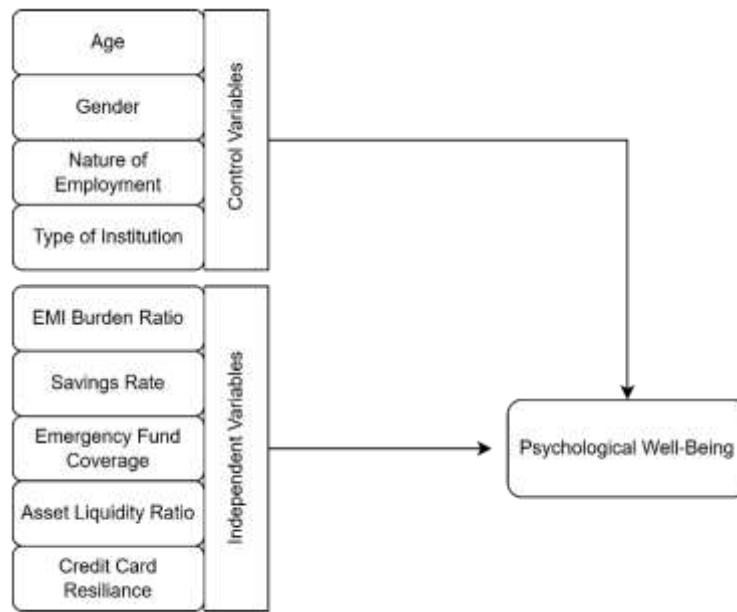 Age
Gender
Nature of
Employment
Type of Institution
Control Variables
EMI Burden Ratio
Savings Rate
Emergency Fund
Coverage
Asset Liquidity Ratio
Credit Card
Resiliance
Independent Variables
Psychological Well-Being